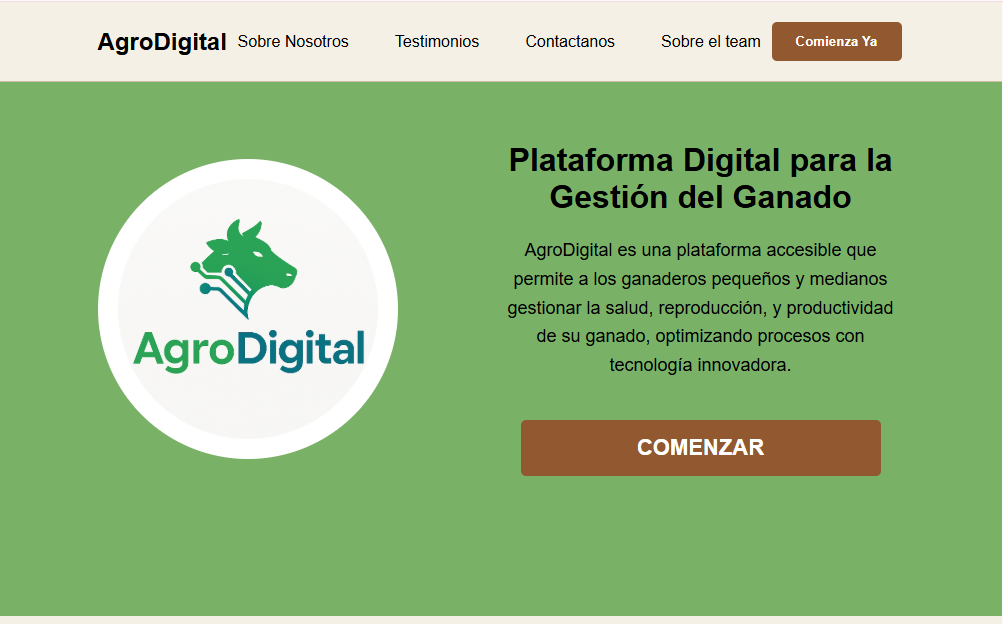 AgroDigital Sobre Nosotros Testimonios Contactanos Sobre el team Comienza Ya
AgroDigital
Plataforma Digital para la
Gestión del Ganado
AgroDigital es una plataforma accesible que
permite a los ganaderos pequeños y medianos
gestionar la salud, reproducción, y productividad
de su ganado, optimizando procesos con
tecnología innovadora.
COMENZAR